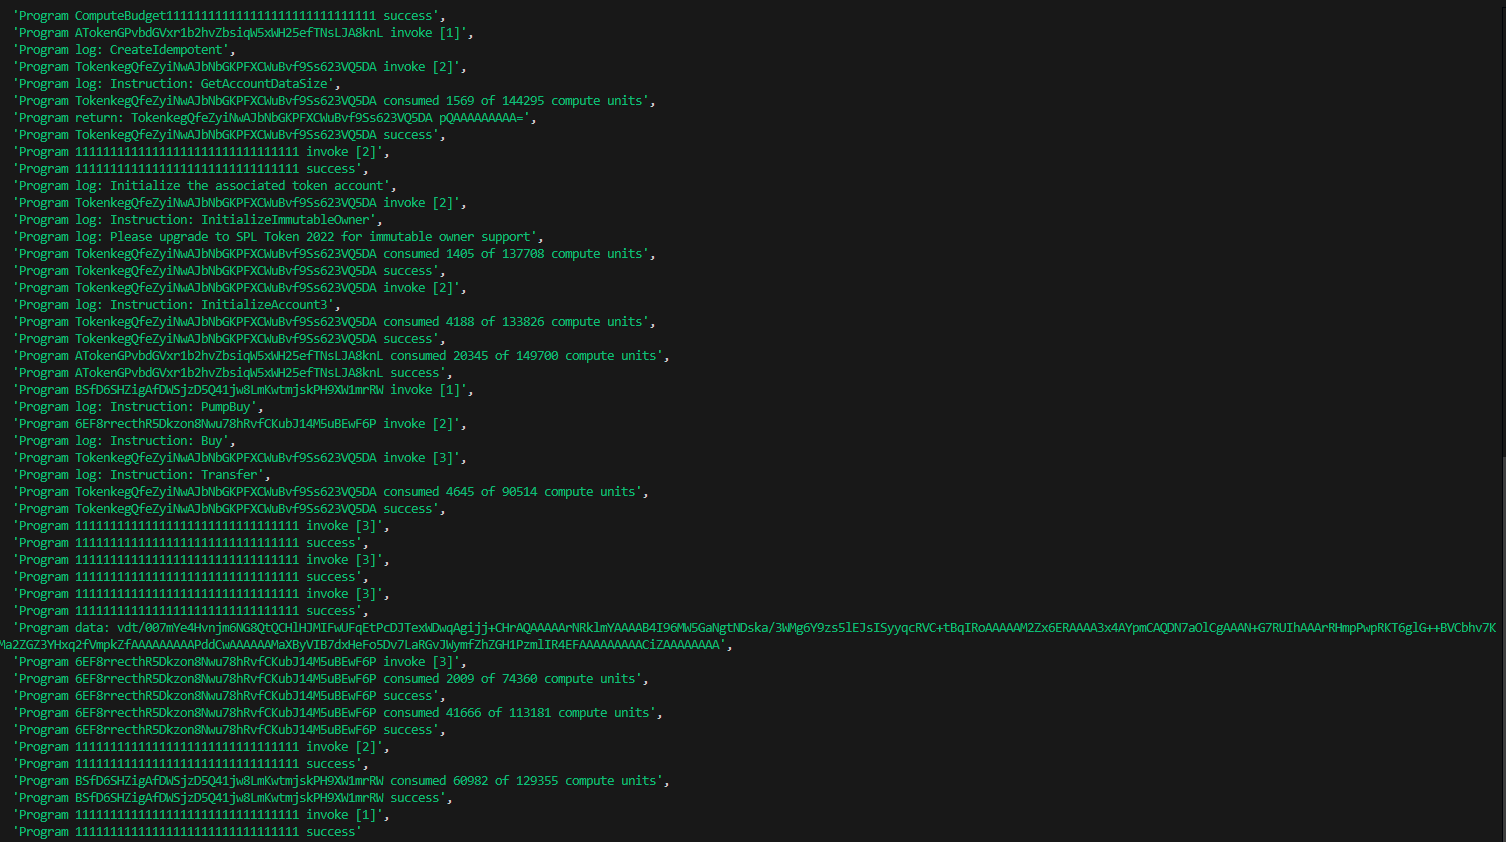 'Program ComputeBudget111111111111111111111111111111 success',
'Program ATokenGPvbdGVxr1b2hvZbsiqW5xWH25efTNsLJA8knL invoke [1]',
'Program log: CreateIdempotent',
'Program TokenkegQfeZyiNwAJbNbGKPFXCWuBvf9Ss623VQ5DA invoke [2]',
'Program log: Instruction: GetAccountDataSize',
'Program TokenkegQfeZyiNwAJbNbGKPFXCWuBvf9Ss623VQ5DA consumed 1569 of 144295 compute units',
'Program return: TokenkegQfeZyiNwAJbNbGKPFXCWuBvf9Ss623VQ5DA pQAAAAAAAAA=',
'Program TokenkegQfeZyiNwAJbNbGKPFXCWuBvf9Ss623VQ5DA success',
'Program 11111111111111111111111111111111 invoke [2]',
'Program 11111111111111111111111111111111 success',
'Program log: Initialize the associated token account',
'Program TokenkegQfeZyiNwAJbNbGKPFXCWuBvf9Ss623VQ5DA invoke [2]',
'Program log: Instruction: InitializeImmutableOwner',
'Program log: Please upgrade to SPL Token 2022 for immutable owner support',
'Program TokenkegQfeZyiNwAJbNbGKPFXCWuBvf9Ss623VQ5DA consumed 1405 of 137708 compute units',
'Program TokenkegQfeZyiNwAJbNbGKPFXCWuBvf9Ss623VQ5DA success',
'Program TokenkegQfeZyiNwAJbNbGKPFXCWuBvf9Ss623VQ5DA invoke [2]',
'Program log: Instruction: InitializeAccount3',
'Program TokenkegQfeZyiNwAJbNbGKPFXCWuBvf9Ss623VQ5DA consumed 4188 of 133826 compute units',
'Program TokenkegQfeZyiNwAJbNbGKPFXCWuBvf9Ss623VQ5DA success',
'Program ATokenGPvbdGVxr1b2hvZbsiqW5xWH25efTNsLJA8knL consumed 20345 of 149700 compute units',
'Program ATokenGPvbdGVxr1b2hvZbsiqW5xWH25efTNsLJA8knL success',
'Program BSfD6SHZigAfDWSjzD5Q41jw8LmKwtmjskPH9XW1mrRW invoke [1]',
'Program log: Instruction: PumpBuy',
'Program 6EF8rrecthR5Dkzon8Nwu78hRvfCKubJ14M5uBEwF6P invoke [2]',
'Program log: Instruction: Buy',
'Program TokenkegQfeZyiNwAJbNbGKPFXCWuBvf9Ss623VQ5DA invoke [3]',
'Program log: Instruction: Transfer',
'Program TokenkegQfeZyiNwAJbNbGKPFXCWuBvf9Ss623VQ5DA consumed 4645 of 90514 compute units',
'Program TokenkegQfeZyiNwAJbNbGKPFXCWuBvf9Ss623VQ5DA success',
'Program 11111111111111111111111111111111 invoke [3]',
'Program 11111111111111111111111111111111 success',
'Program 11111111111111111111111111111111 invoke [3]',
'Program 11111111111111111111111111111111 success',
'Program 11111111111111111111111111111111 invoke [3]',
'Program 11111111111111111111111111111111 success',
'Program data: vdt/007mYe4Hvnjm6NG8QtQCHlHJMIFwUFqEtPcDJTexWDwqAgijj+CHrAQAAAAArNRklmYAAAAB4I96MW5GaNgtNDska/3WMg6Y9zs5lEJsISyyqcRVC+tBqIRoAAAAAM2Zx6ERAAAA3x4AYpmCAQDN7aOlCgAAAN+G7RUIhAAArRHmpPwpRKT6glG++BVCbhv7K
Ma2ZGZ3YHxq2fVmpkZfAAAAAAAAAPddCwAAAAAAMaXByVIB7dxHeFo5Dv7LaRGvJWymfZhZGH1PzmlIR4EFAAAAAAAAACiZAAAAAAAA',
'Program 6EF8rrecthR5Dkzon8Nwu78hRvfCKubJ14M5uBEwF6P invoke [3]',
'Program 6EF8rrecthR5Dkzon8Nwu78hRvfCKubJ14M5uBEwF6P consumed 2009 of 74360 compute units',
'Program 6EF8rrecthR5Dkzon8Nwu78hRvfCKubJ14M5uBEwF6P success',
'Program 6EF8rrecthR5Dkzon8Nwu78hRvfCKubJ14M5uBEwF6P consumed 41666 of 113181 compute units',
'Program 6EF8rrecthR5Dkzon8Nwu78hRvfCKubJ14M5uBEwF6P success',
'Program 11111111111111111111111111111111 invoke [2]',
'Program 11111111111111111111111111111111 success',
'Program BSfD6SHZigAfDWSjzD5Q41jw8LmKwtmjskPH9XW1mrRW consumed 60982 of 129355 compute units',
'Program BSfD6SHZigAfDWSjzD5Q41jw8LmKwtmjskPH9XW1mrRW success',
'Program 11111111111111111111111111111111 invoke [1]',
'Program 11111111111111111111111111111111 success'